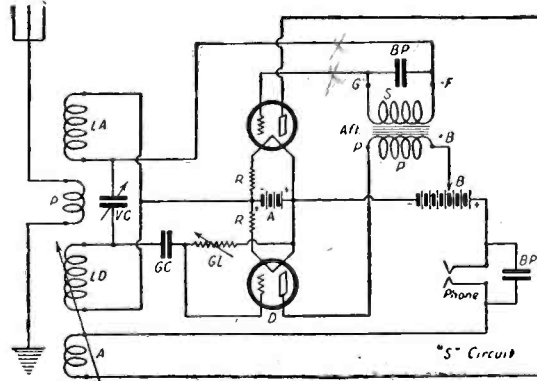 BP
G
-F
S
LA
Aft.
+B
P
P
R
- +
P
VC
R
+
A
B
- +
GC
GL
BP
LD
Phone
D
A
"S" Circuit